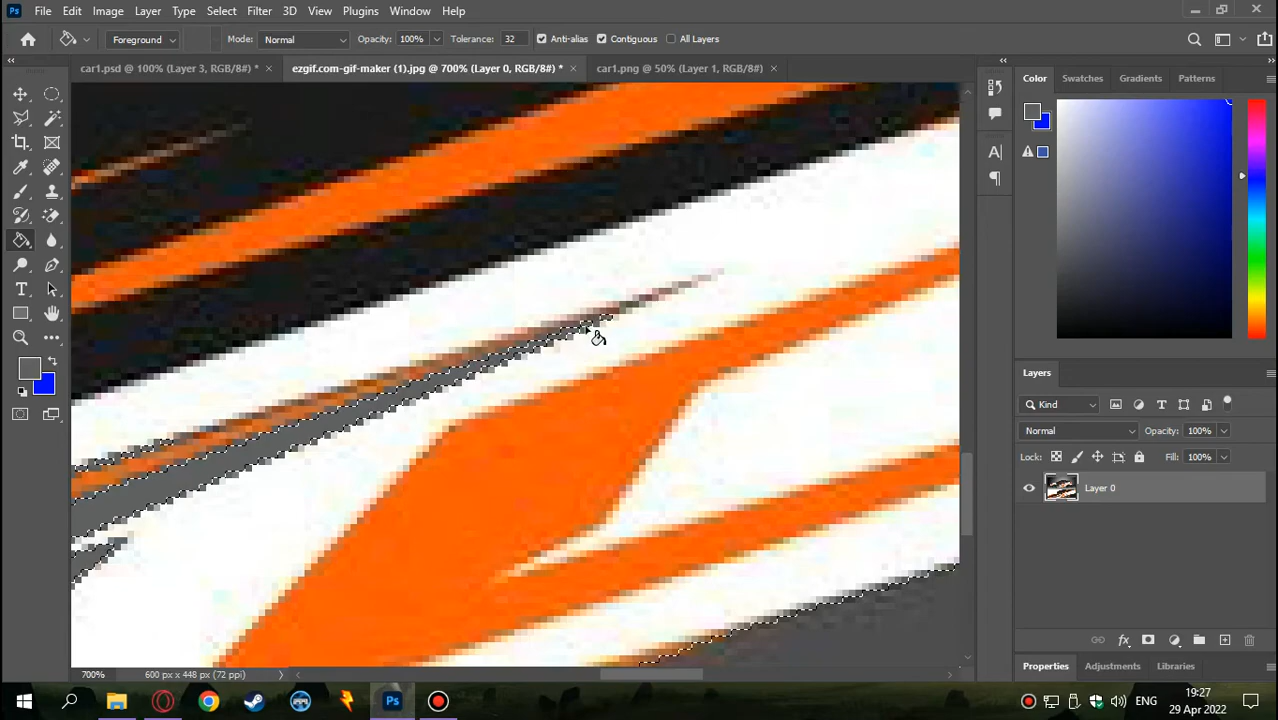 Ps File Edit Image Layer Type Select Filter 3D View Plugins Window Help
Foreground Mode: Normal Opacity: 100% Tolerance: 32 Anti-alias Contiguous All Layers
car1.psd @ 100% (Layer 3, RGB/8#) * ezgif.com-gif-maker (1).jpg @ 700% (Layer 0, RGB/8#) * car1.png @ 50% (Layer 1, RGB/8#)
Color Swatches Gradients Patterns
Layers
Kind
Normal Opacity: 100%
Lock: Fill: 100%
Layer 0
fx
Properties Adjustments Libraries
700% 600 px x 448 px (72 ppi)
Ps ENG 19:27
29 Apr 2022